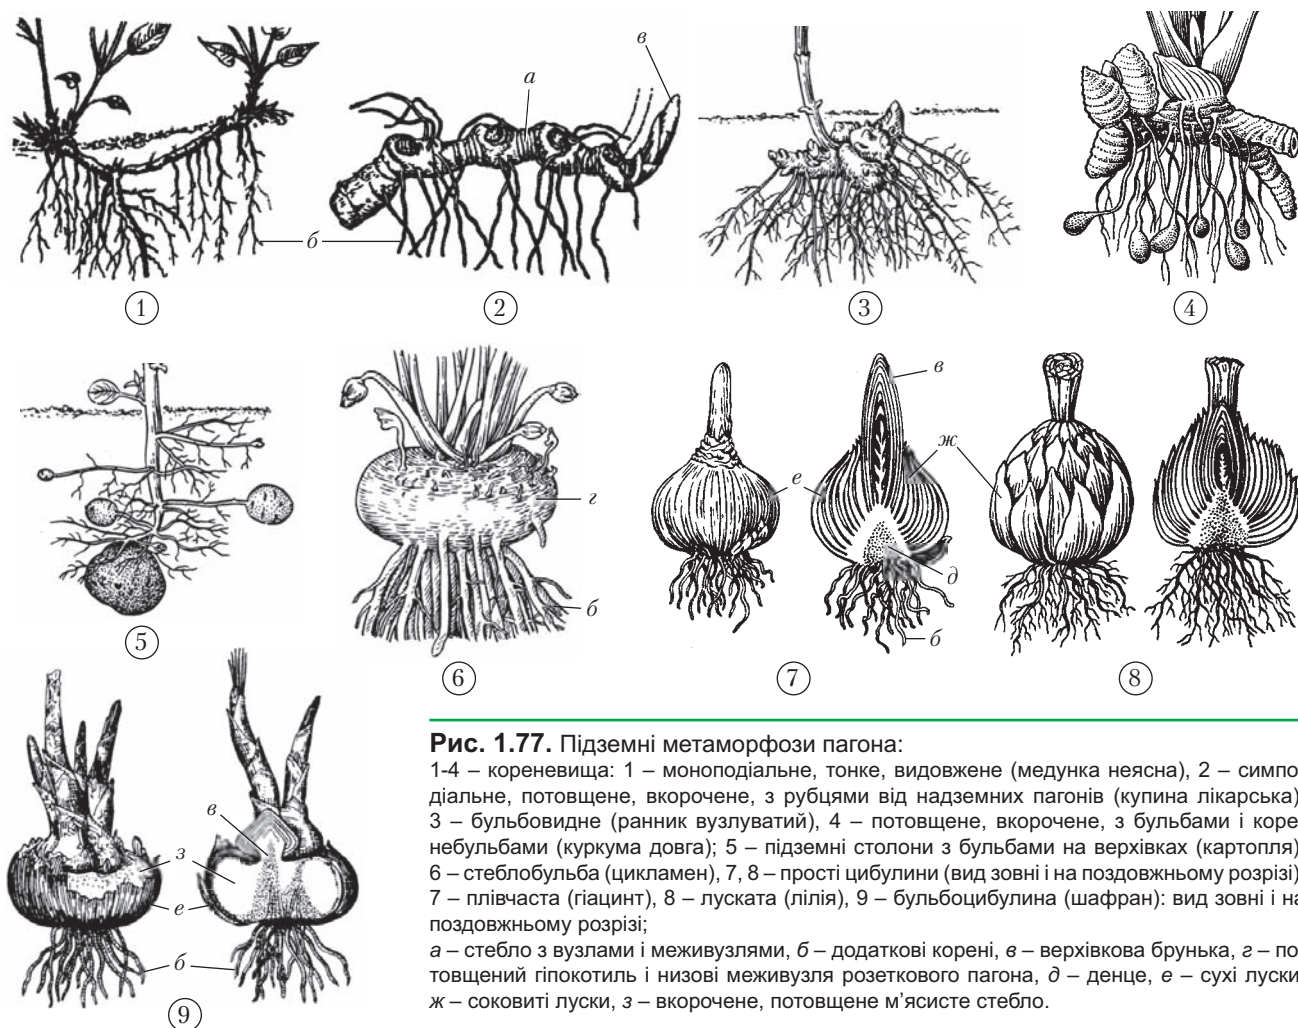 в
а
б
1
2
3
4
в
ж
е
г
д
б
б
5
6
7
8
в
з
е
б
9
Рис. 1.77. Підземні метаморфози пагона:
1-4 – кореневища: 1 – моноподіальне, тонке, видовжене (медунка неясна), 2 – симпо
діальне, потовщене, вкорочене, з рубцями від надземних пагонів (купина лікарська)
3 – бульбовидне (ранник вузлуватий), 4 – потовщене, вкорочене, з бульбами і коре
небульбами (куркума довга); 5 – підземні столони з бульбами на верхівках (картопля)
6 – стеблобульба (цикламен), 7, 8 – прості цибулини (вид зовні і на поздовжньому розрізі)
7 – плівчаста (гіацинт), 8 – луската (лілія), 9 – бульбоцибулина (шафран): вид зовні і на
поздовжньому розрізі;
а – стебло з вузлами і меживузлями, б – додаткові корені, в – верхівкова брунька, г – по
товщений гіпокотиль і низові меживузля розеткового пагона, д – денце, е – сухі луски
ж – соковиті луски, з – вкорочене, потовщене м’ясисте стебло.